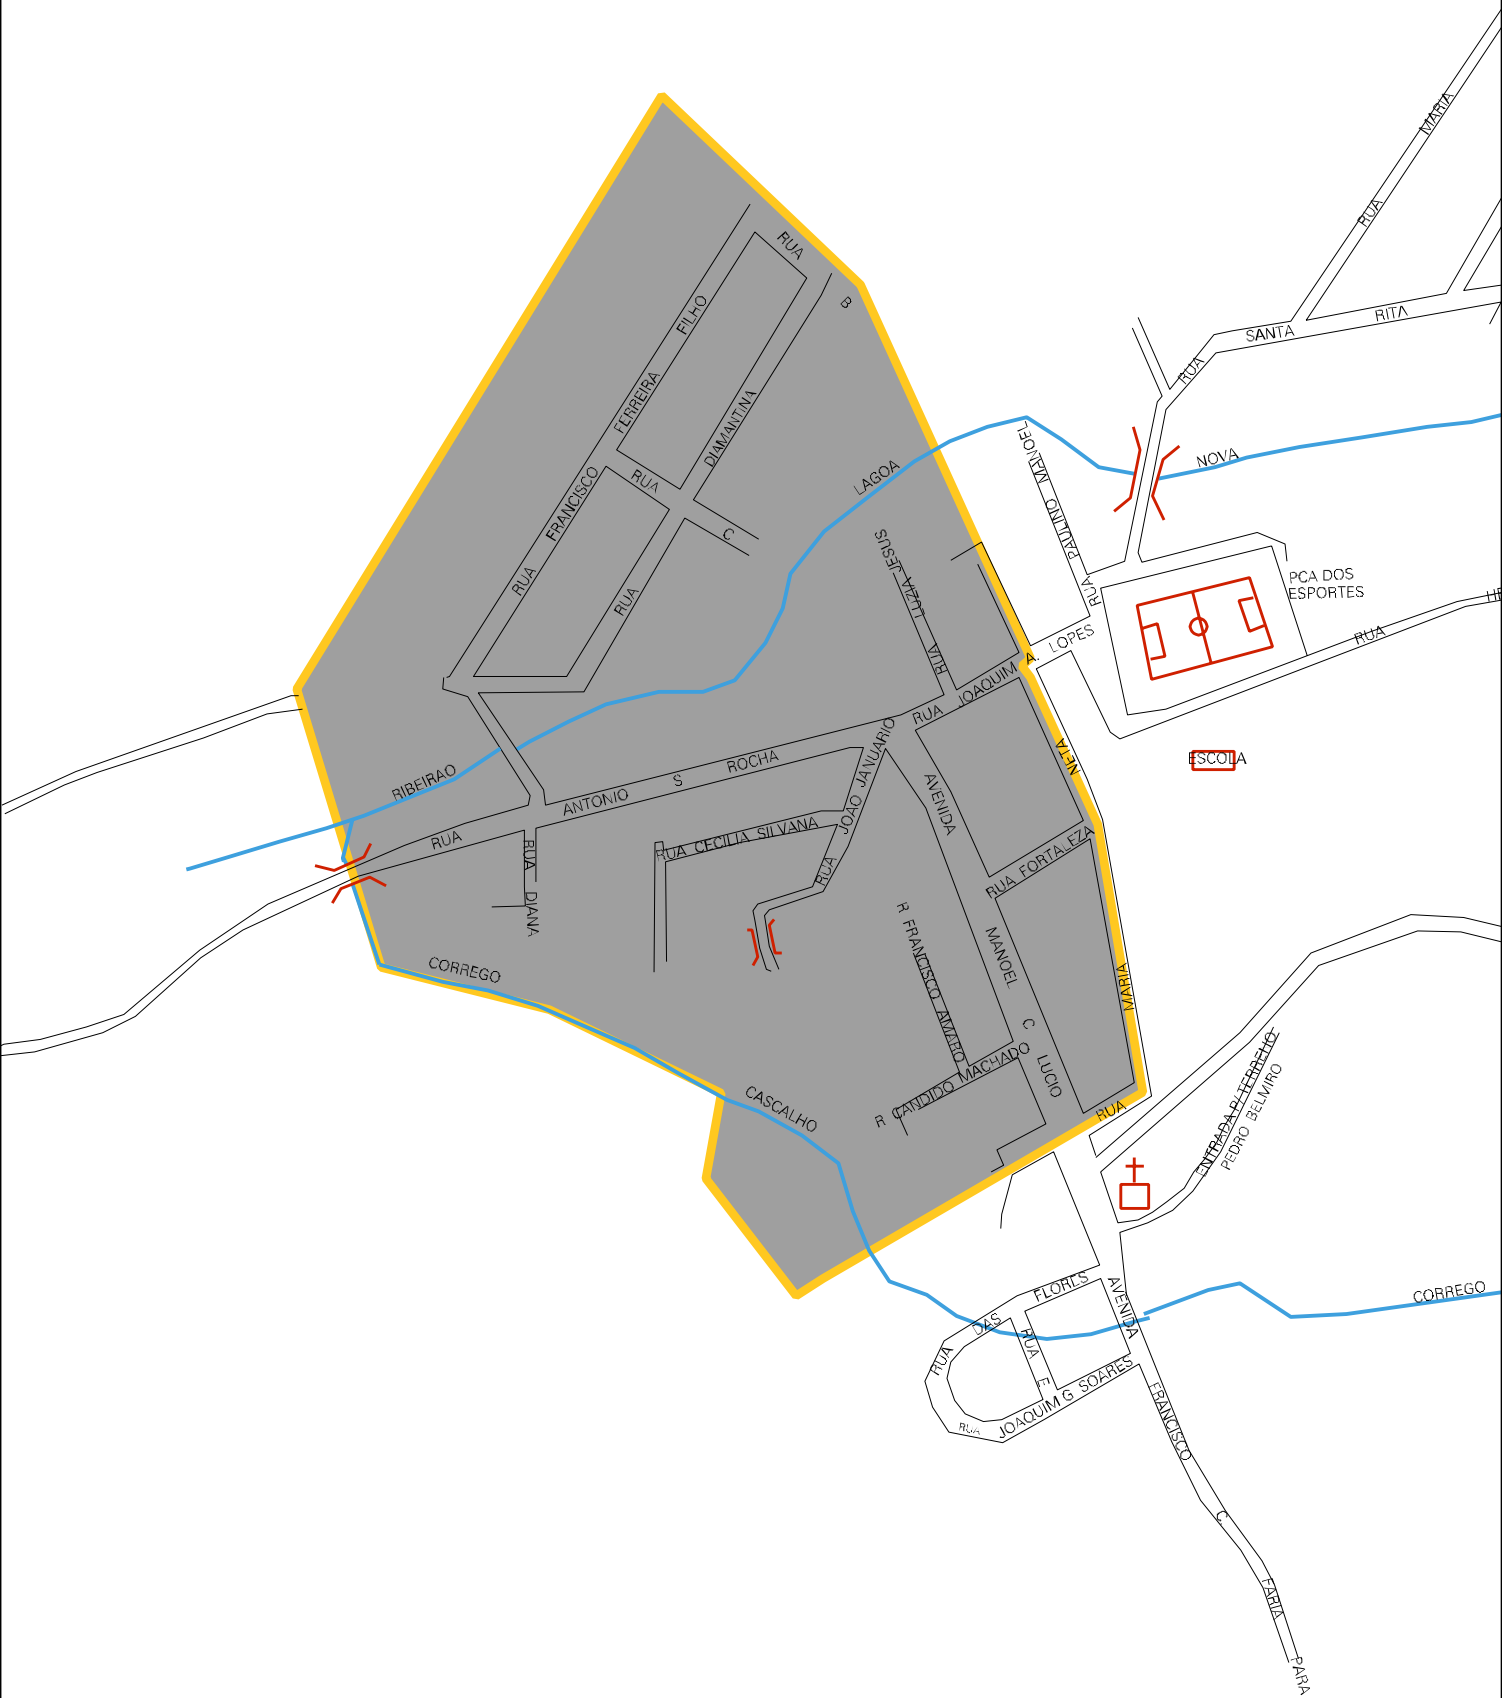 MARIA
RUA
RUA
B
FILHO
RITA
SANTA
RUA
FERREIRA
DIAMANTINA
MANOEL
NOVA
LAGOA
RUA
FRANCISCO
C
PAULINO
JESUS
LUZIA
RUA
RUA
RUA
PCA DOS
ESPORTES
RUA
LOPES
A.
RUA
JOAQUIM
RUA
NETA
ESCOLA
RIBEIRAO
ANTONIO S ROCHA
JOAO JANUARIO
AVENIDA
RUA
RUA CECILIA SILVANA
RUA DIANA
RUA
RUA FORTALEZA
R FRANCISCO AMARO
MANOEL C LUCIO
CORREGO
MARIA
R CANDIDO MACHADO
CASCALHO
RUA
ENTRADA P/ TERREIO
PEDRO BELMIRO
FLORES
DAS
RUA
AVENIDA
CORREGO
RUA E
RUA
JOAQUIM G SOARES
FRANCISCO
C
FARIA
PARA